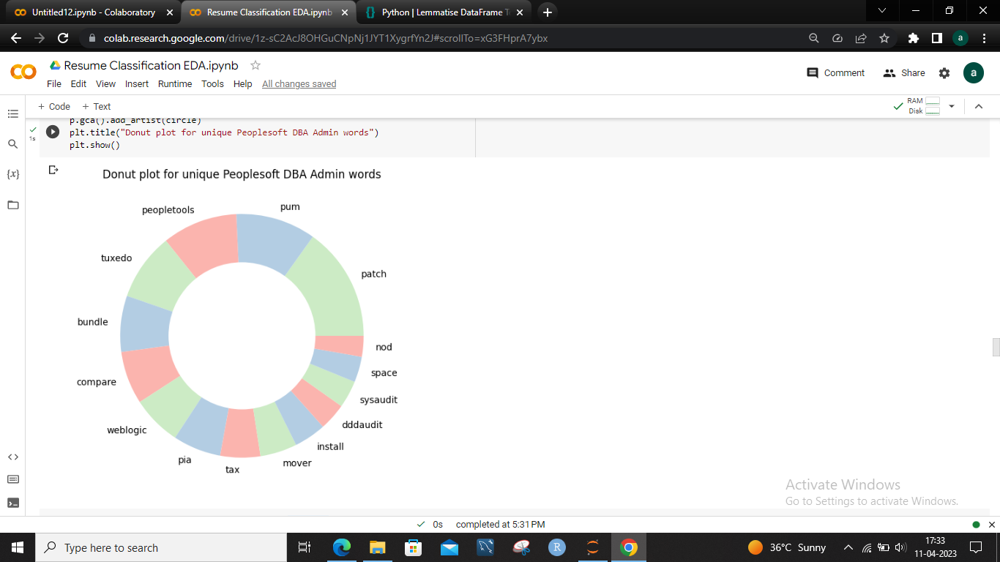 Untitled12.ipynb - Colaboratory
Resume Classification EDA.ipynb
Python | Lemmatise DataFrame T
colab.research.google.com/drive/1z-sC2AcJ8OHGuCNpNj1JYT1XygrfYn2J#scrollTo=xG3FHprA7ybx
a
Resume Classification EDA.ipynb
Comment
Share
a
File Edit View Insert Runtime Tools Help All changes saved
+ Code + Text
RAM
Disk
p.gca().add_artist(circle)
1s
plt.title("Donut plot for unique Peoplesoft DBA Admin words")
plt.show()
{x}
Donut plot for unique Peoplesoft DBA Admin words
pum
peopletools
tuxedo
patch
bundle
nod
space
compare
sysaudit
dddaudit
weblogic
install
pia
mover
tax
Activate Windows
Go to Settings to activate Windows.
0s completed at 5:31 PM
Type here to search
R
36°C Sunny
17:33
11-04-2023